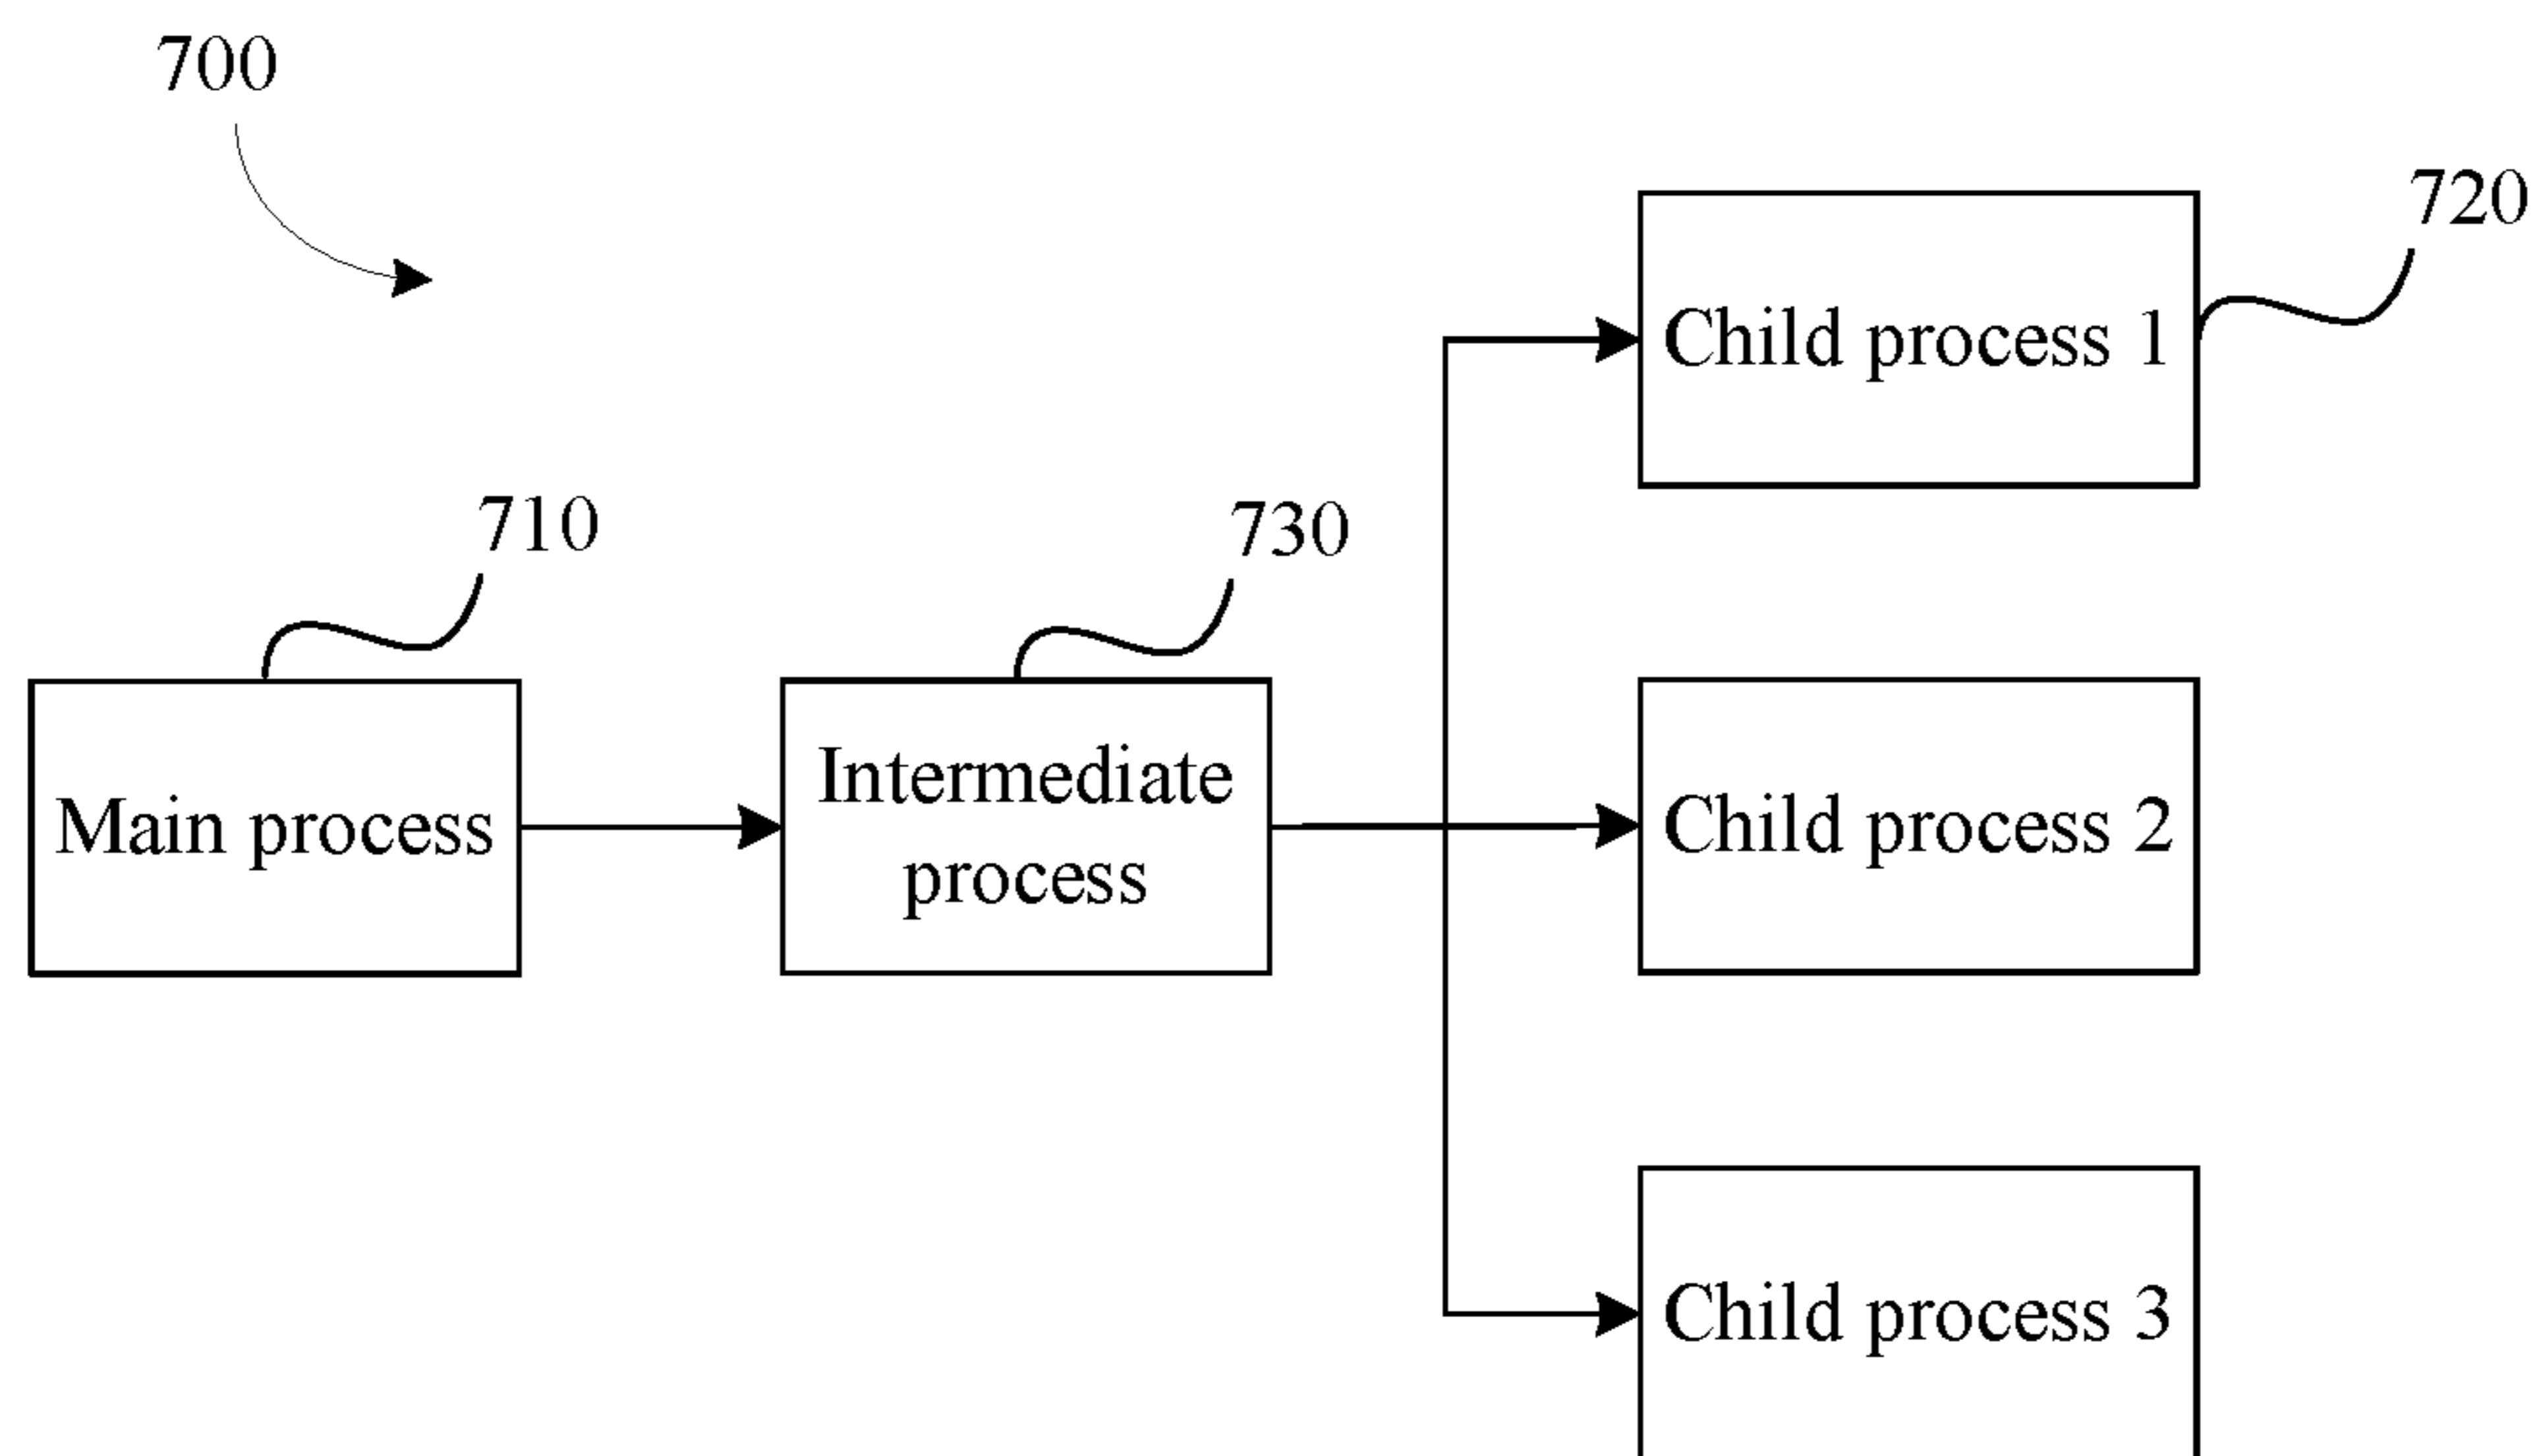 700
720
Child process 1
710
730
Main process
Intermediate
process
Child process 2
Child process 3